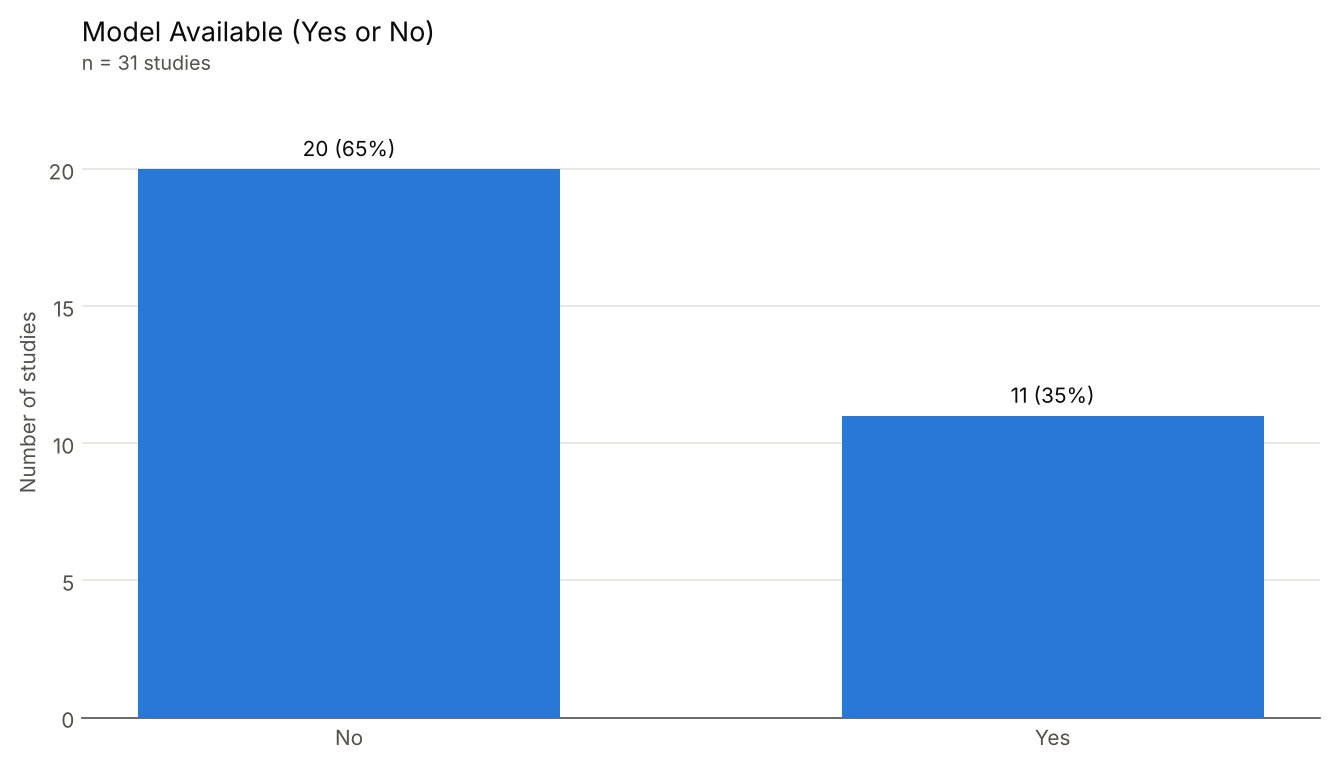 Model Available (Yes or No)
n = 31 studies
20 (65%)
11 (35%)
Number of studies
20
15
10
5
0
No
Yes